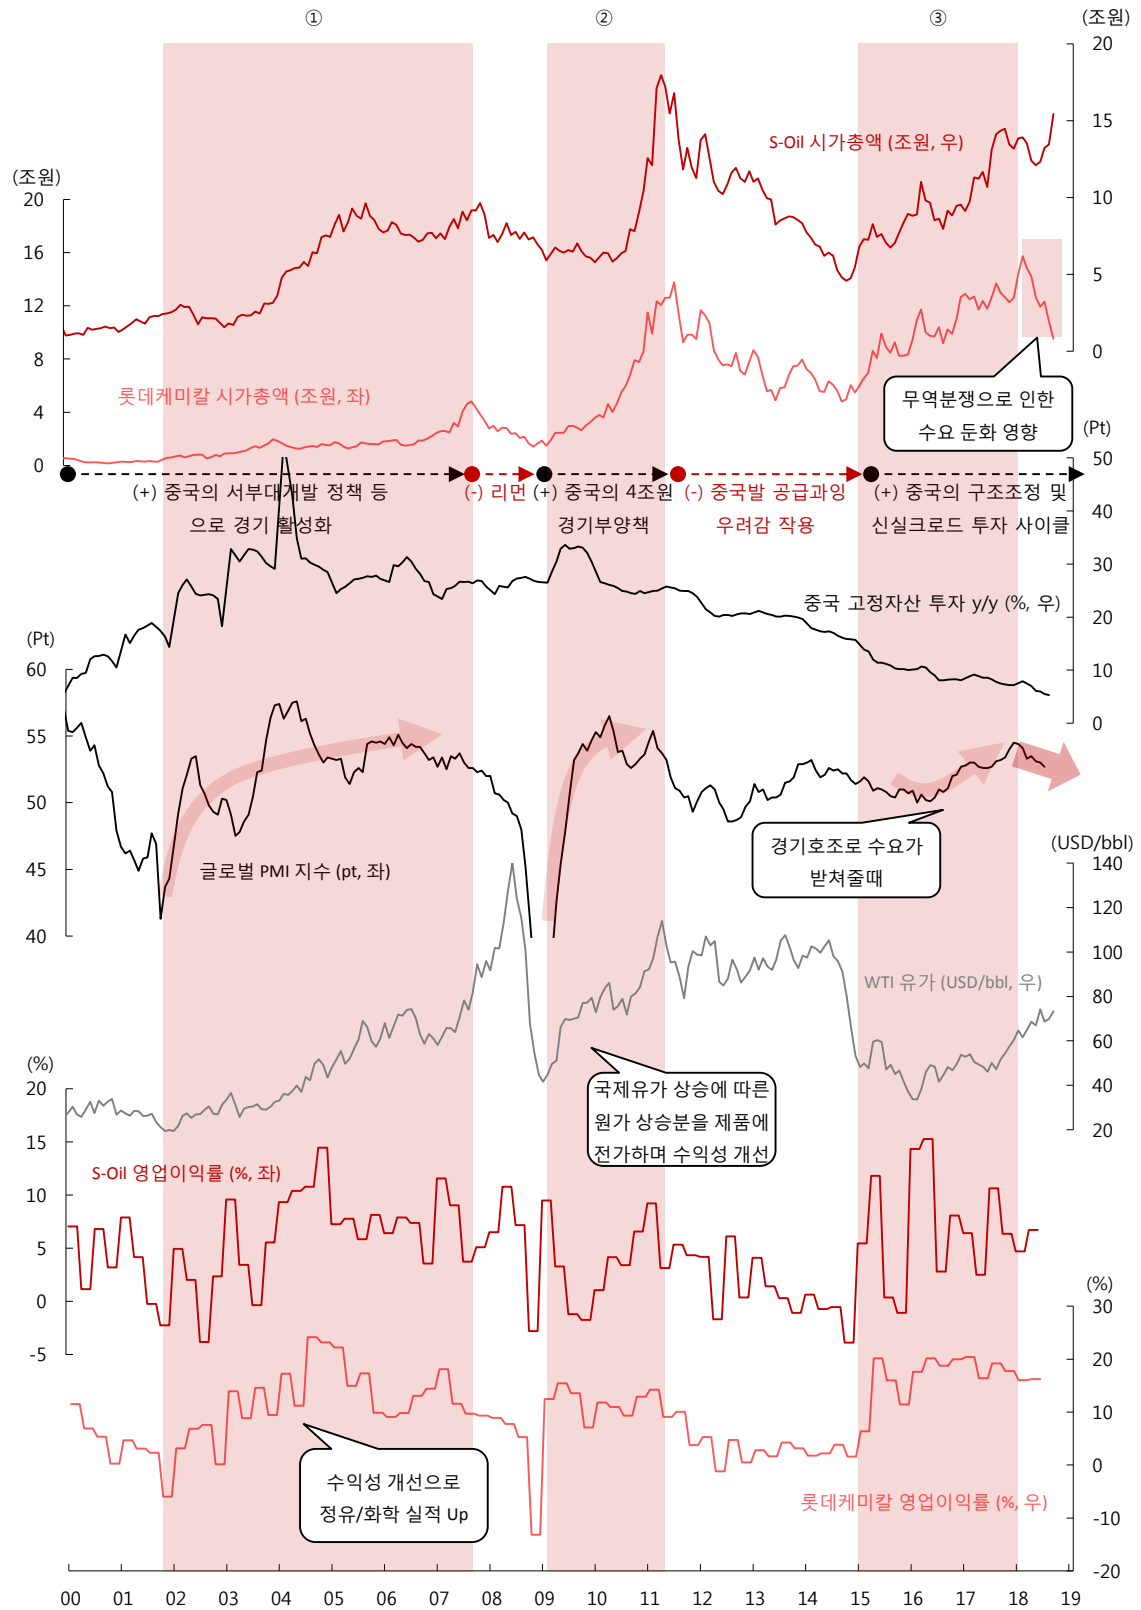 ① ② ③ (조원)
20
15
S-Oil 시가총액 (조원, 우)
(조원)
20 10
16
5
12
0
8
롯데케미칼 시가총액 (조원, 좌)
무역분쟁으로 인한
4 수요 둔화 영향 (Pt)
0 50
(+) 중국의 서부대개발 정책 등 (-) 리먼 (+) 중국의 4조원 (-) 중국발 공급과잉 (+) 중국의 구조조정 및
으로 경기 활성화 경기부양책 우려감 작용 신실크로드 투자 사이클
40
30
중국 고정자산 투자 y/y (%, 우)
20
(Pt)
60 10
0
55
50
경기호조로 수요가 (USD/bbl)
글로벌 PMI 지수 (pt, 좌) 받쳐줄때
45 140
120
40
100
WTI 유가 (USD/bbl, 우)
80
60
(%)
20 국제유가 상승에 따른 40
원가 상승분을 제품에 20
15 전가하며 수익성 개선
S-Oil 영업이익률 (%, 좌)
10
5
(%)
0 30
-5 20
10
수익성 개선으로
정유/화학 실적 Up
0
롯데케미칼 영업이익률 (%, 우)
-10
-20
00 01 02 03 04 05 06 07 08 09 10 11 12 13 14 15 16 17 18 19